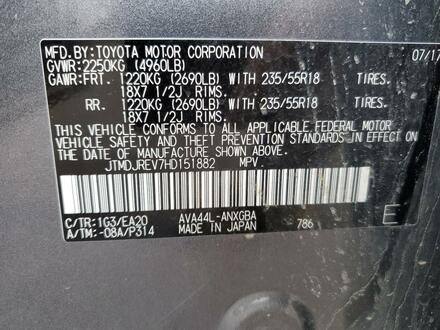 MFD.BY:TOYOTA MOTOR CORPORATION 07/17
GVWR:2250KG (4960LB)
GAWR:FRT. 1220KG (2690LB) WITH 235/55R18 TIRES.
18X7 1/2J RIMS.
RR. 1220KG (2690LB) WITH 235/55R18 TIRES.
18X7 1/2J RIMS.
THIS VEHICLE CONFORMS TO ALL APPLICABLE FEDERAL MOTOR
VEHICLE SAFETY AND BUMPER STANDARDS IN EFFECT ON THE
DATE OF MANUFACTURE SHOWN ABOVE.
JTMDJREV7HD151882 MPV
C/TR:1G3/EA20 AVA44L-ANXGBA E
A/TM:-08A/P314 MADE IN JAPAN 786